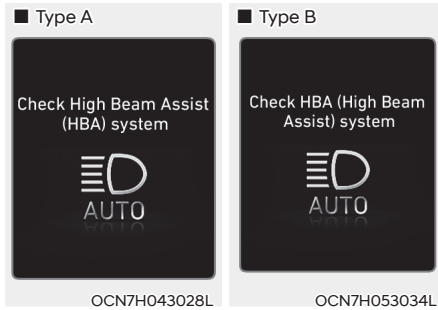 ■ Type A
Check High Beam Assist
(HBA) system
AUTO
OCN7H043028L
■ Type B
Check HBA (High Beam
Assist) system
AUTO
OCN7H053034L